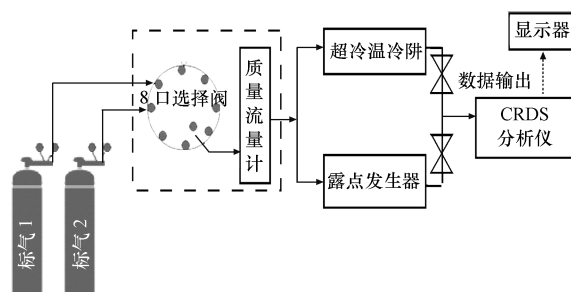 显示器
超冷温冷阱
8口选择阀
质量流量计
数据输出
CRDS
分析仪
露点发生器
标气1
标气2